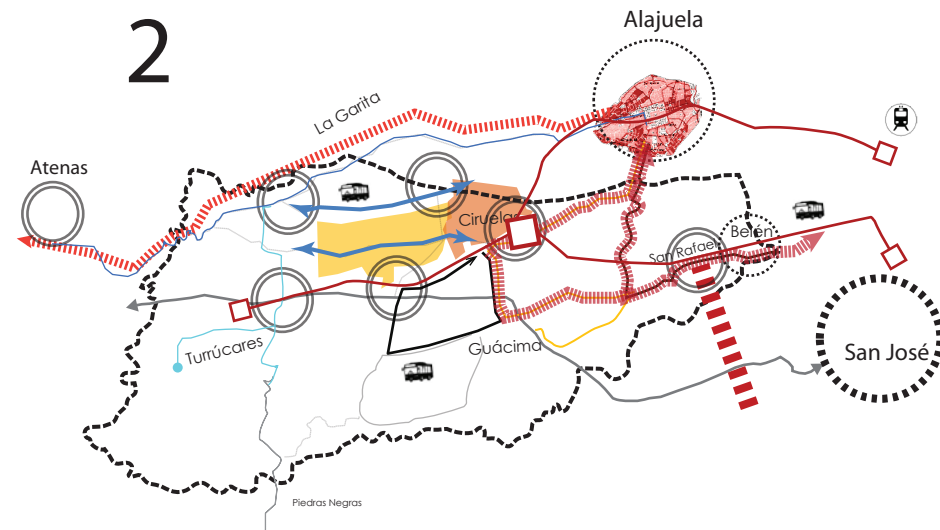 2
Alajuela
La Garita
Atenas
Ciruelas
Belén
San Rafael
Turrúcares
Guácima
San José
Piedras Negras